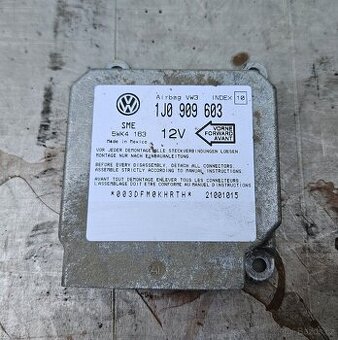 Airbag VW3 INDEX 10
1J0 909 603
SME
5WK4 163
Made in Mexico
12V
VORNE
FORWARD
AVANT
VOR JEDER DEMONTAGE ALLE STECKVERBINDUNGEN LOESEN
MONTAGE NUR NACH EINBAUANLEITUNG
BEFORE EVERY DISASSEMBLY, DETACH ALL CONNECTORS.
ASSEMBLE STRICTLY ACCORDING TO MANUAL INSTRUCTIONS
AVANT TOUT DEMONTAGE ENLEVER TOUS LES CONNECTEURS
L'ASSEMBLAGE DOIT ETRE CONFORME AU MANUEL D'INSTRUCTIONS
*003DFM0KHRTH* 21001015